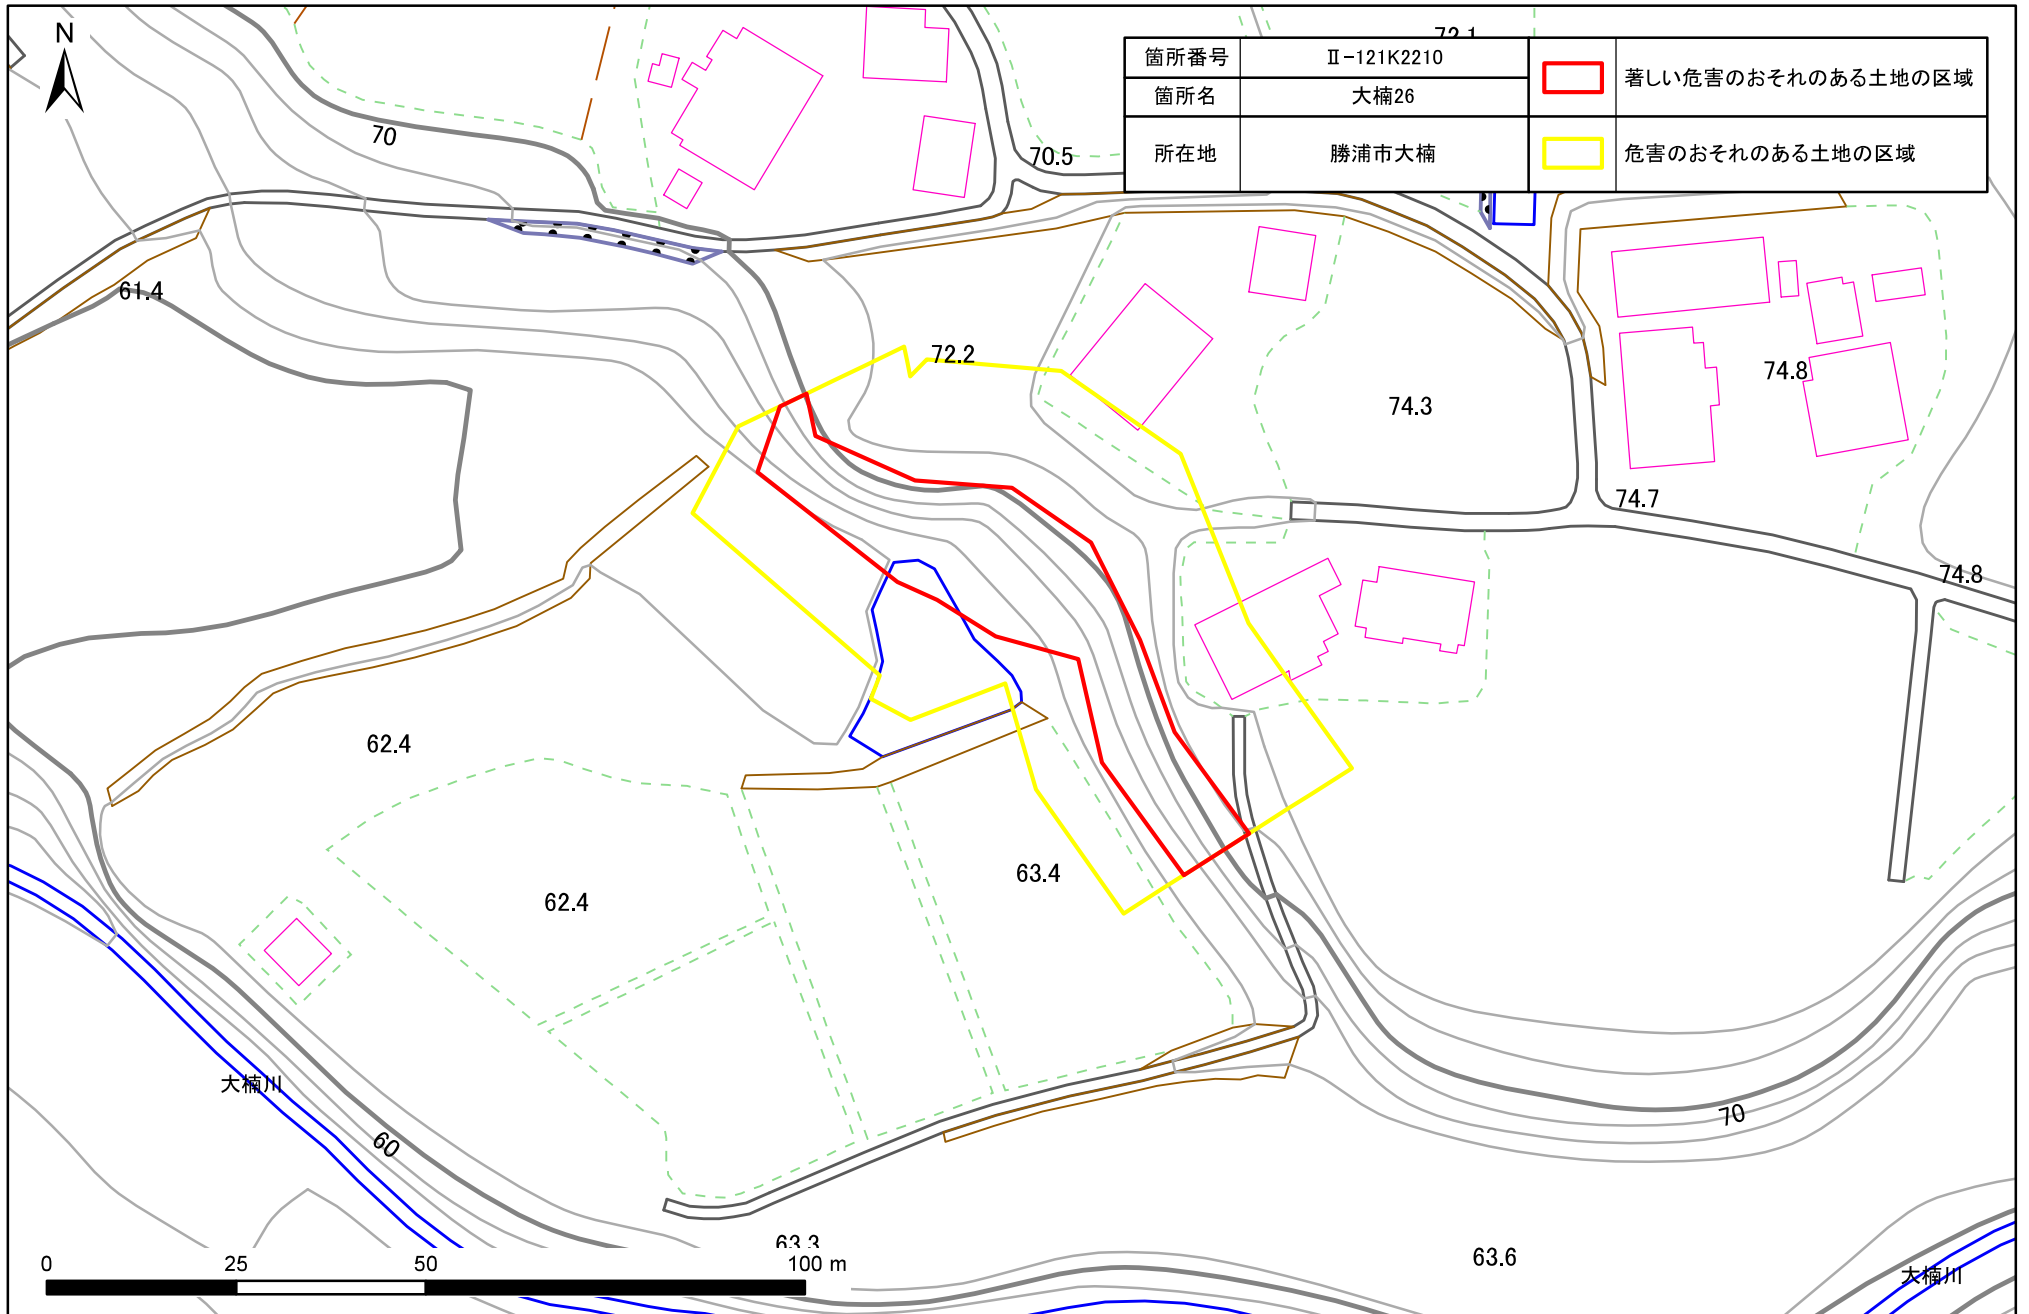 N
箇所番号 Ⅱ-121K2210
箇所名 大楠26
所在地 勝浦市大楠
著しい危害のおそれのある土地の区域
危害のおそれのある土地の区域
72.1
70
70.5
61.4
72.2
74.3
74.8
74.7
74.8
62.4
62.4
63.4
大楠川
60
70
63.3
63.6
大楠川
0 25 50 100 m